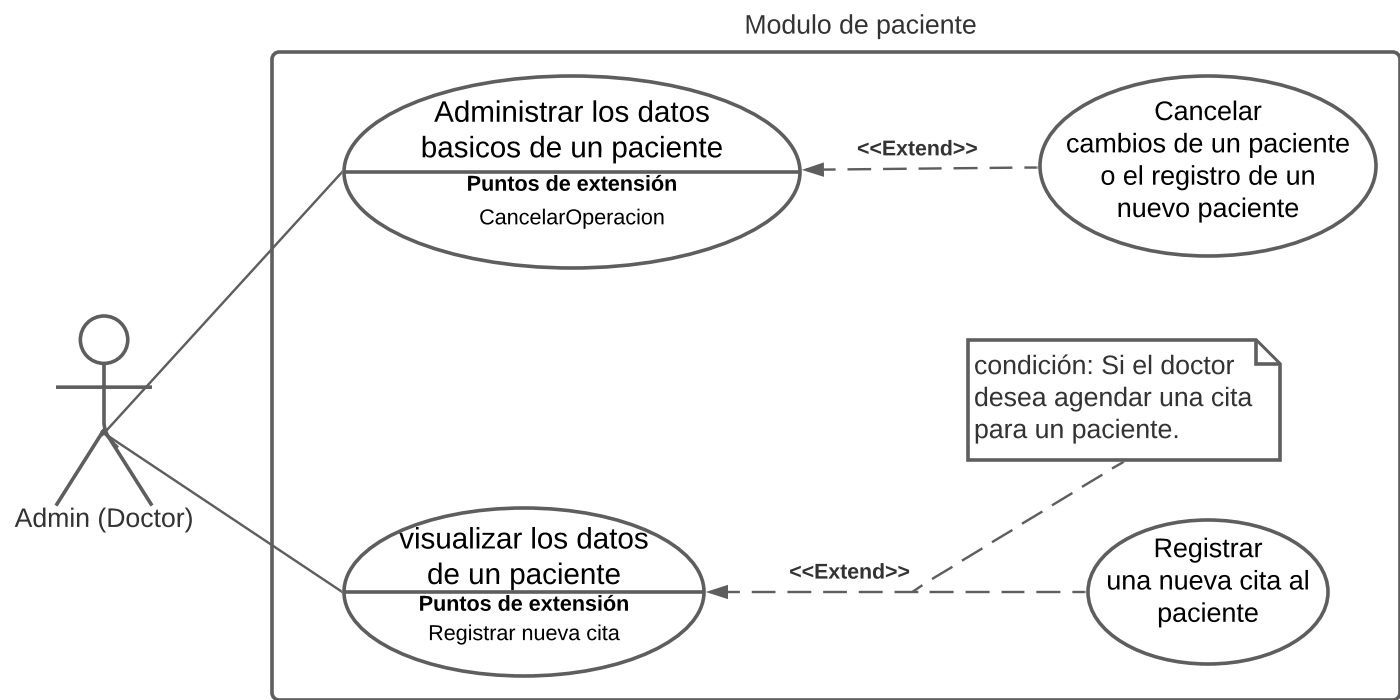 Modulo de paciente
Administrar los datos
basicos de un paciente
Puntos de extensión
CancelarOperacion
<<Extend>>
Cancelar
cambios de un paciente
o el registro de un
nuevo paciente
condición: Si el doctor
desea agendar una cita
para un paciente.
Admin (Doctor)
visualizar los datos
de un paciente
Puntos de extensión
Registrar nueva cita
<<Extend>>
Registrar
una nueva cita al
paciente